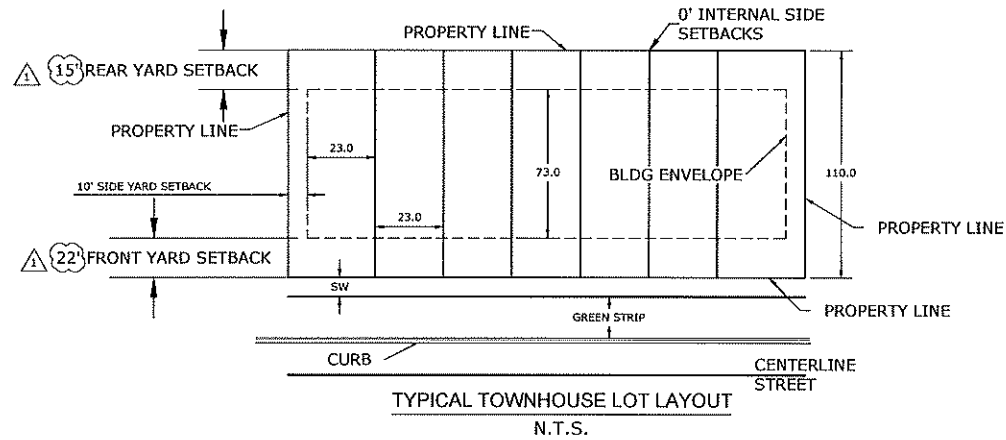 0' INTERNAL SIDE
SETBACKS
PROPERTY LINE
1 15' REAR YARD SETBACK
PROPERTY LINE
23.0
73.0
BLDG ENVELOPE
110.0
10' SIDE YARD SETBACK
23.0
PROPERTY LINE
1 22' FRONT YARD SETBACK
SW
PROPERTY LINE
GREEN STRIP
CURB
CENTERLINE
STREET
TYPICAL TOWNHOUSE LOT LAYOUT
N.T.S.